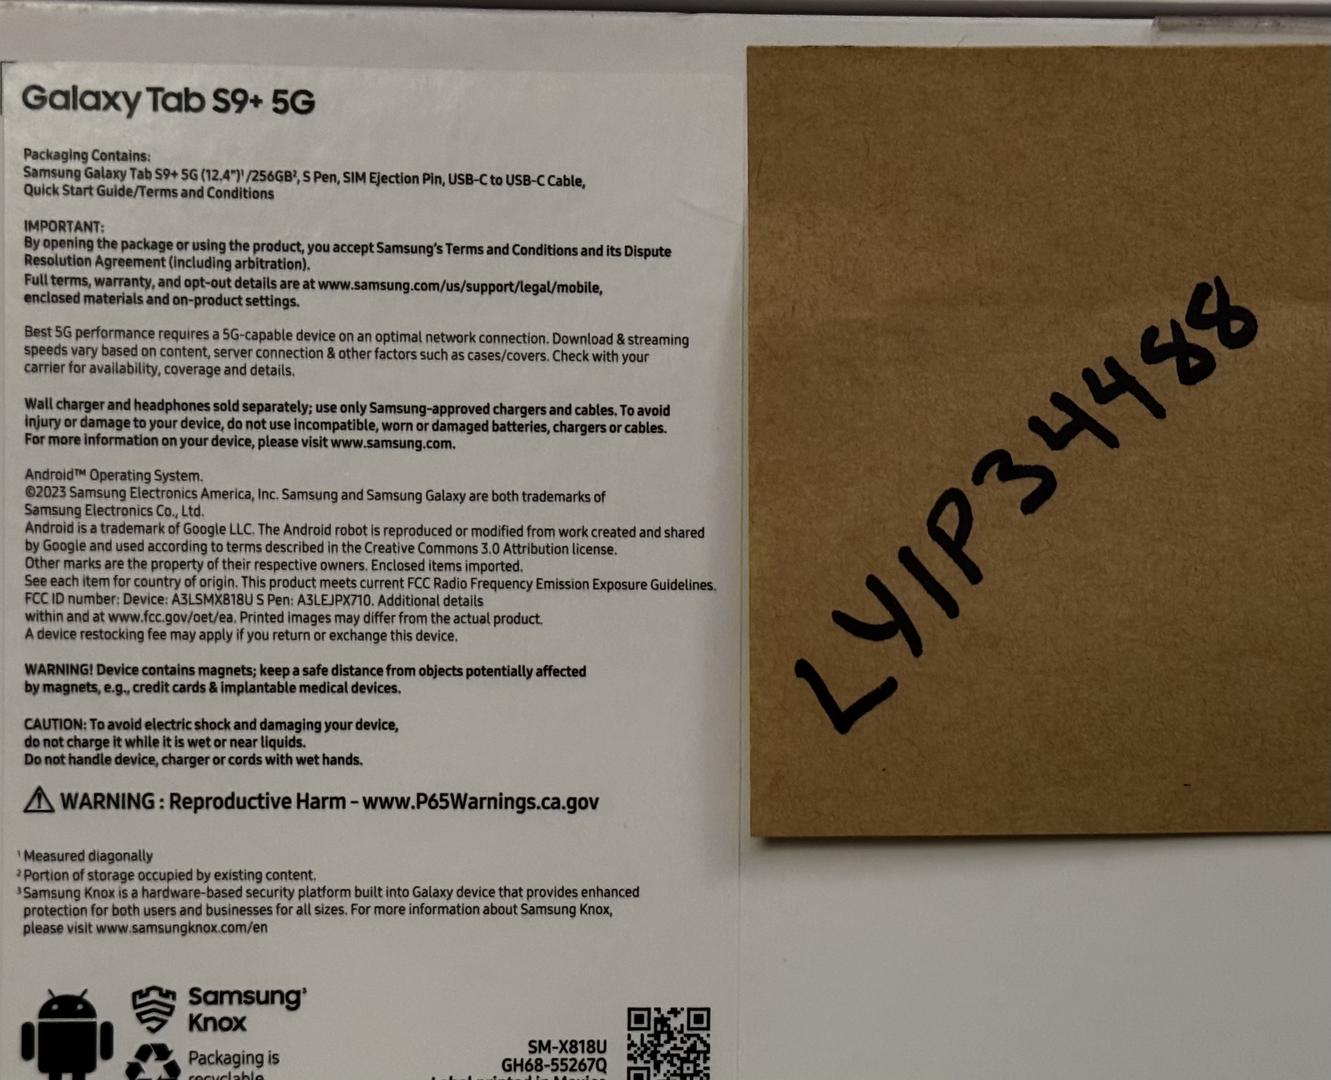 Galaxy Tab S9+ 5G
Packaging Contains:
Samsung Galaxy Tab S9+ 5G (12.4")¹/256GB², S Pen, SIM Ejection Pin, USB-C to USB-C Cable,
Quick Start Guide/Terms and Conditions
IMPORTANT:
By opening the package or using the product, you accept Samsung's Terms and Conditions and its Dispute
Resolution Agreement (including arbitration).
Full terms, warranty, and opt-out details are at www.samsung.com/us/support/legal/mobile,
enclosed materials and on-product settings.
Best 5G performance requires a 5G-capable device on an optimal network connection. Download & streaming
speeds vary based on content, server connection & other factors such as cases/covers. Check with your
carrier for availability, coverage and details.
Wall charger and headphones sold separately; use only Samsung-approved chargers and cables. To avoid
injury or damage to your device, do not use incompatible, worn or damaged batteries, chargers or cables.
For more information on your device, please visit www.samsung.com.
Android™ Operating System.
©2023 Samsung Electronics America, Inc. Samsung and Samsung Galaxy are both trademarks of
Samsung Electronics Co., Ltd.
Android is a trademark of Google LLC. The Android robot is reproduced or modified from work created and shared
by Google and used according to terms described in the Creative Commons 3.0 Attribution license.
Other marks are the property of their respective owners. Enclosed items imported.
See each item for country of origin. This product meets current FCC Radio Frequency Emission Exposure Guidelines.
FCC ID number: Device: A3LSMX818U S Pen: A3LEJPX710. Additional details
within and at www.fcc.gov/oet/ea. Printed images may differ from the actual product.
A device restocking fee may apply if you return or exchange this device.
WARNING! Device contains magnets; keep a safe distance from objects potentially affected
by magnets, e.g., credit cards & implantable medical devices.
CAUTION: To avoid electric shock and damaging your device,
do not charge it while it is wet or near liquids.
Do not handle device, charger or cords with wet hands.
WARNING : Reproductive Harm - www.P65Warnings.ca.gov
¹ Measured diagonally
² Portion of storage occupied by existing content.
³ Samsung Knox is a hardware-based security platform built into Galaxy device that provides enhanced
protection for both users and businesses for all sizes. For more information about Samsung Knox,
please visit www.samsungknox.com/en
Samsung³
Knox
Packaging is
recyclable
SM-X818U
GH68-55267Q
Label printed in Mexico
LYIP34488